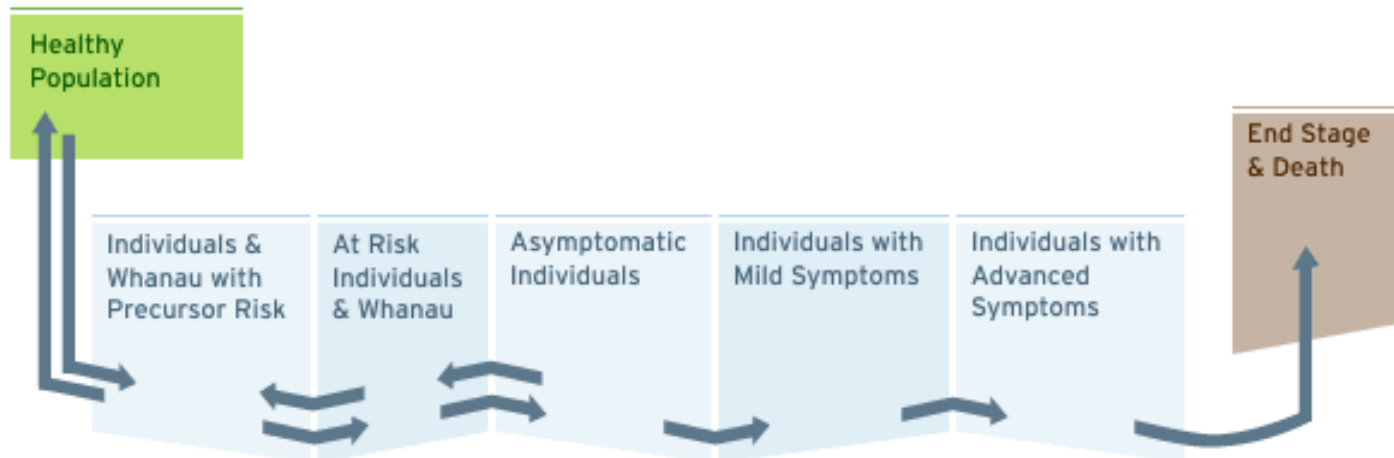 Healthy
Population
End Stage
& Death
Individuals &
Whanau with
Precursor Risk
At Risk
Individuals
& Whanau
Asymptomatic
Individuals
Individuals with
Mild Symptoms
Individuals with
Advanced
Symptoms